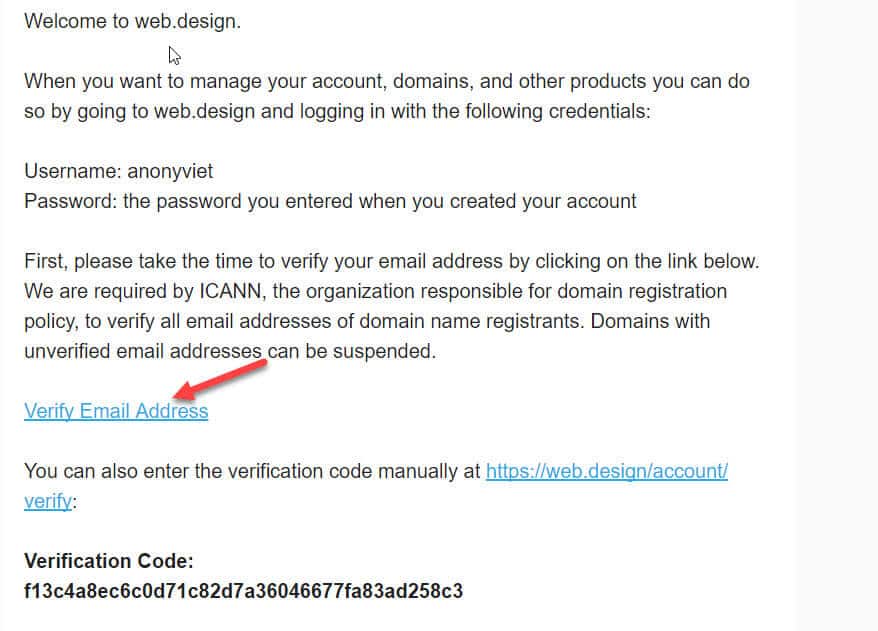 Welcome to web.design.
When you want to manage your account, domains, and other products you can do
so by going to web.design and logging in with the following credentials:
Username: anonyviet
Password: the password you entered when you created your account
First, please take the time to verify your email address by clicking on the link below.
We are required by ICANN, the organization responsible for domain registration
policy, to verify all email addresses of domain name registrants. Domains with
unverified email addresses can be suspended.
Verify Email Address
You can also enter the verification code manually at https://web.design/account/
verify:
Verification Code:
f13c4a8ec6c0d71c82d7a36046677fa83ad258c3